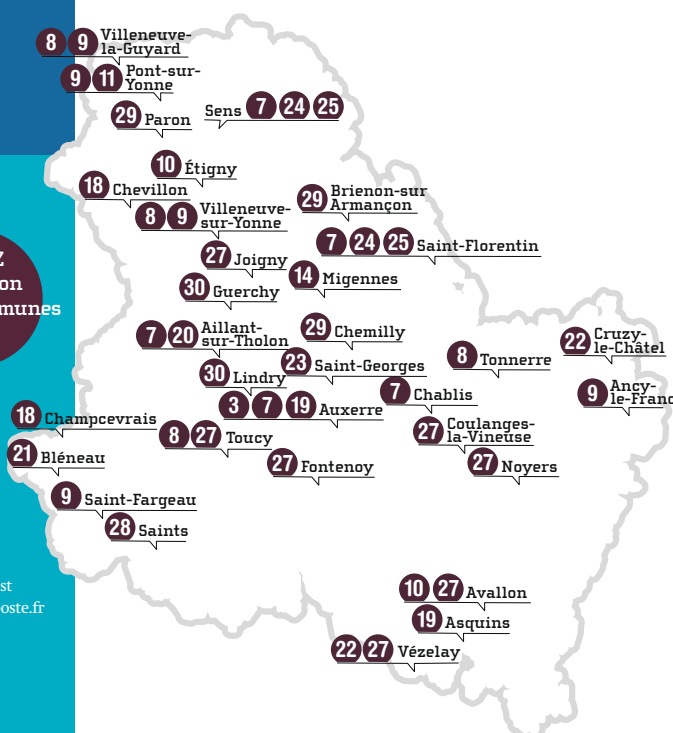 8 9 Villeneuve-
la-Guyard
9 11 Pont-sur-
Yonne
29 Paron
Sens 7 24 25
10 Étigny
18 Chevillon
8 9 Villeneuve-
sur-Yonne
29 Brienon-sur
Armançon
7 24 25 Saint-Florentin
27 Joigny
14 Migennes
30 Guerchy
7 20 Aillant-
sur-Tholon
29 Chemilly
23 Saint-Georges
8 Tonnerre
22 Cruzy-
le-Châtel
30 Lindry
7 Chablis
9 Ancy-
le-Franc
3 7 19 Auxerre
18 Champcevrais
8 27 Toucy
27 Coulanges-
la-Vineuse
21 Bléneau
27 Fontenoy
27 Noyers
9 Saint-Fargeau
28 Saints
10 27 Avallon
19 Asquins
22 27 Vézelay
Z
on
munes
st
oste.fr